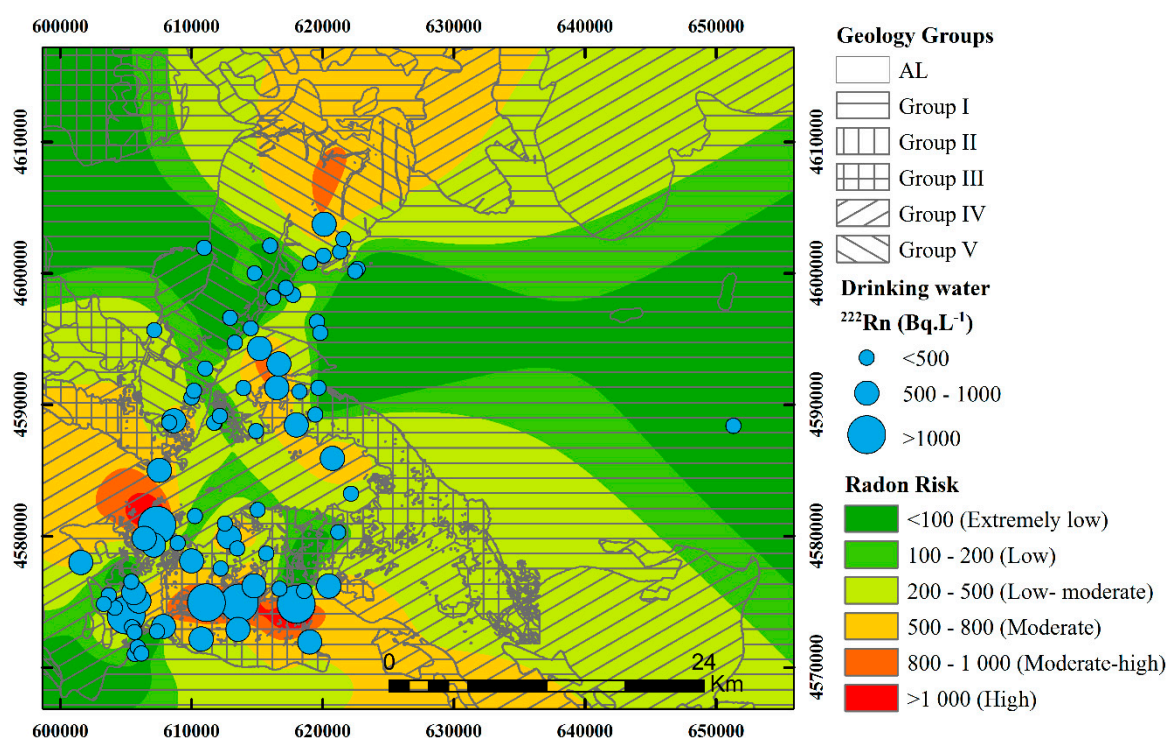 600000 610000 620000 630000 640000 650000
4610000
4600000
4590000
4580000
4570000
4610000
4600000
4590000
4580000
4570000
0 24
Km
600000 610000 620000 630000 640000 650000
Geology Groups
AL
Group I
Group II
Group III
Group IV
Group V
Drinking water
²²²Rn (Bq.L⁻¹)
<500
500 - 1000
>1000
Radon Risk
<100 (Extremely low)
100 - 200 (Low)
200 - 500 (Low- moderate)
500 - 800 (Moderate)
800 - 1 000 (Moderate-high)
>1 000 (High)